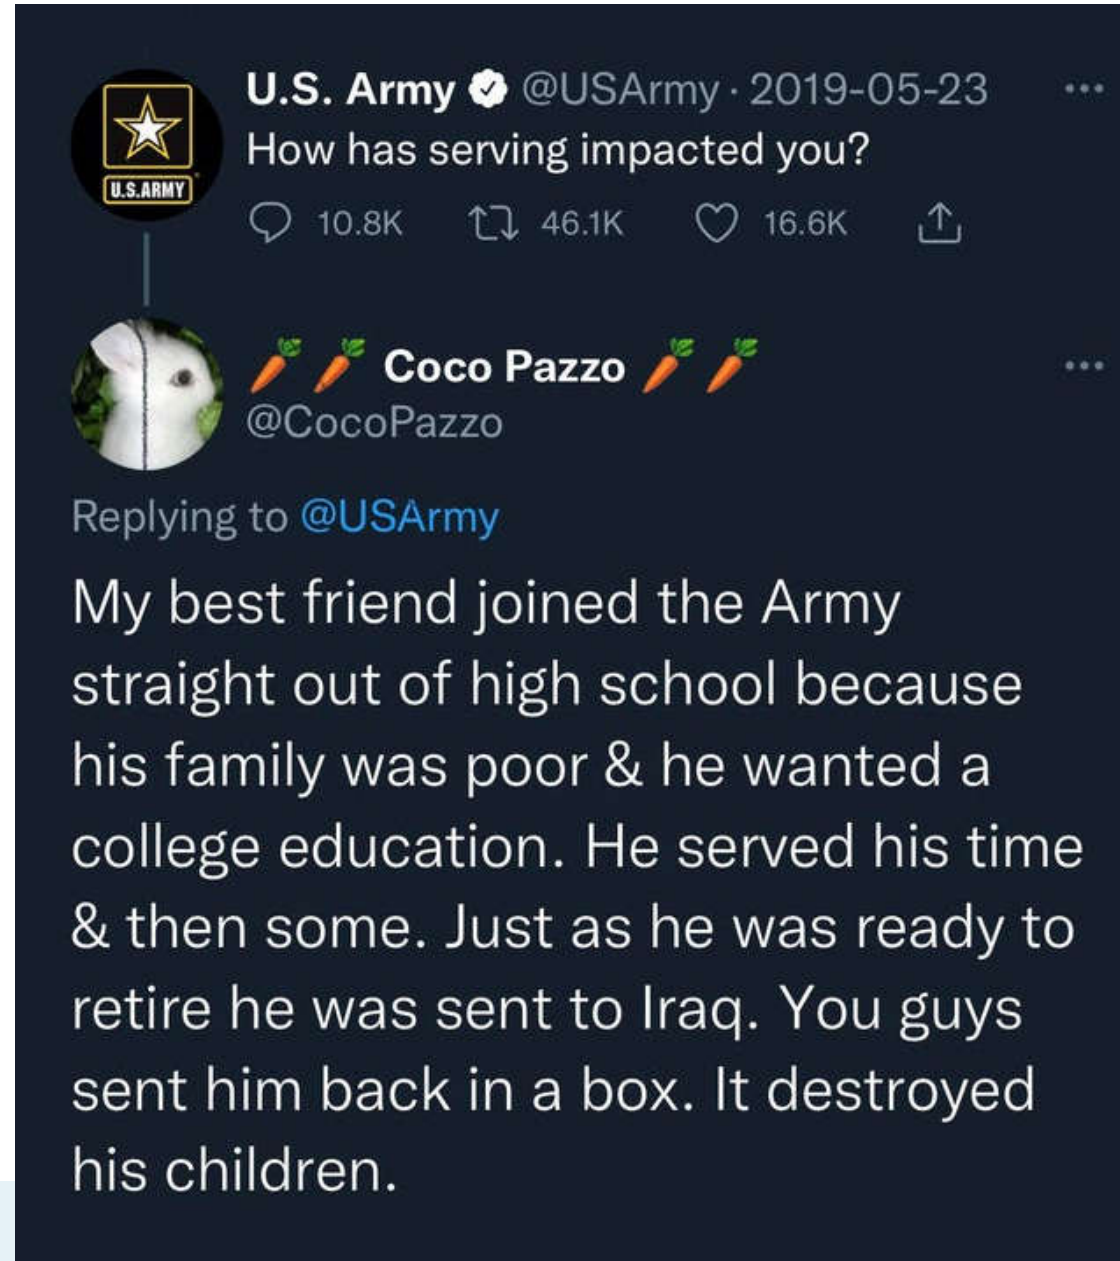 U.S. Army @USArmy · 2019-05-23
How has serving impacted you?
U.S.ARMY
10.8K 46.1K 16.6K
🥕🥕 Coco Pazzo 🥕🥕
@CocoPazzo
Replying to @USArmy
My best friend joined the Army
straight out of high school because
his family was poor & he wanted a
college education. He served his time
& then some. Just as he was ready to
retire he was sent to Iraq. You guys
sent him back in a box. It destroyed
his children.